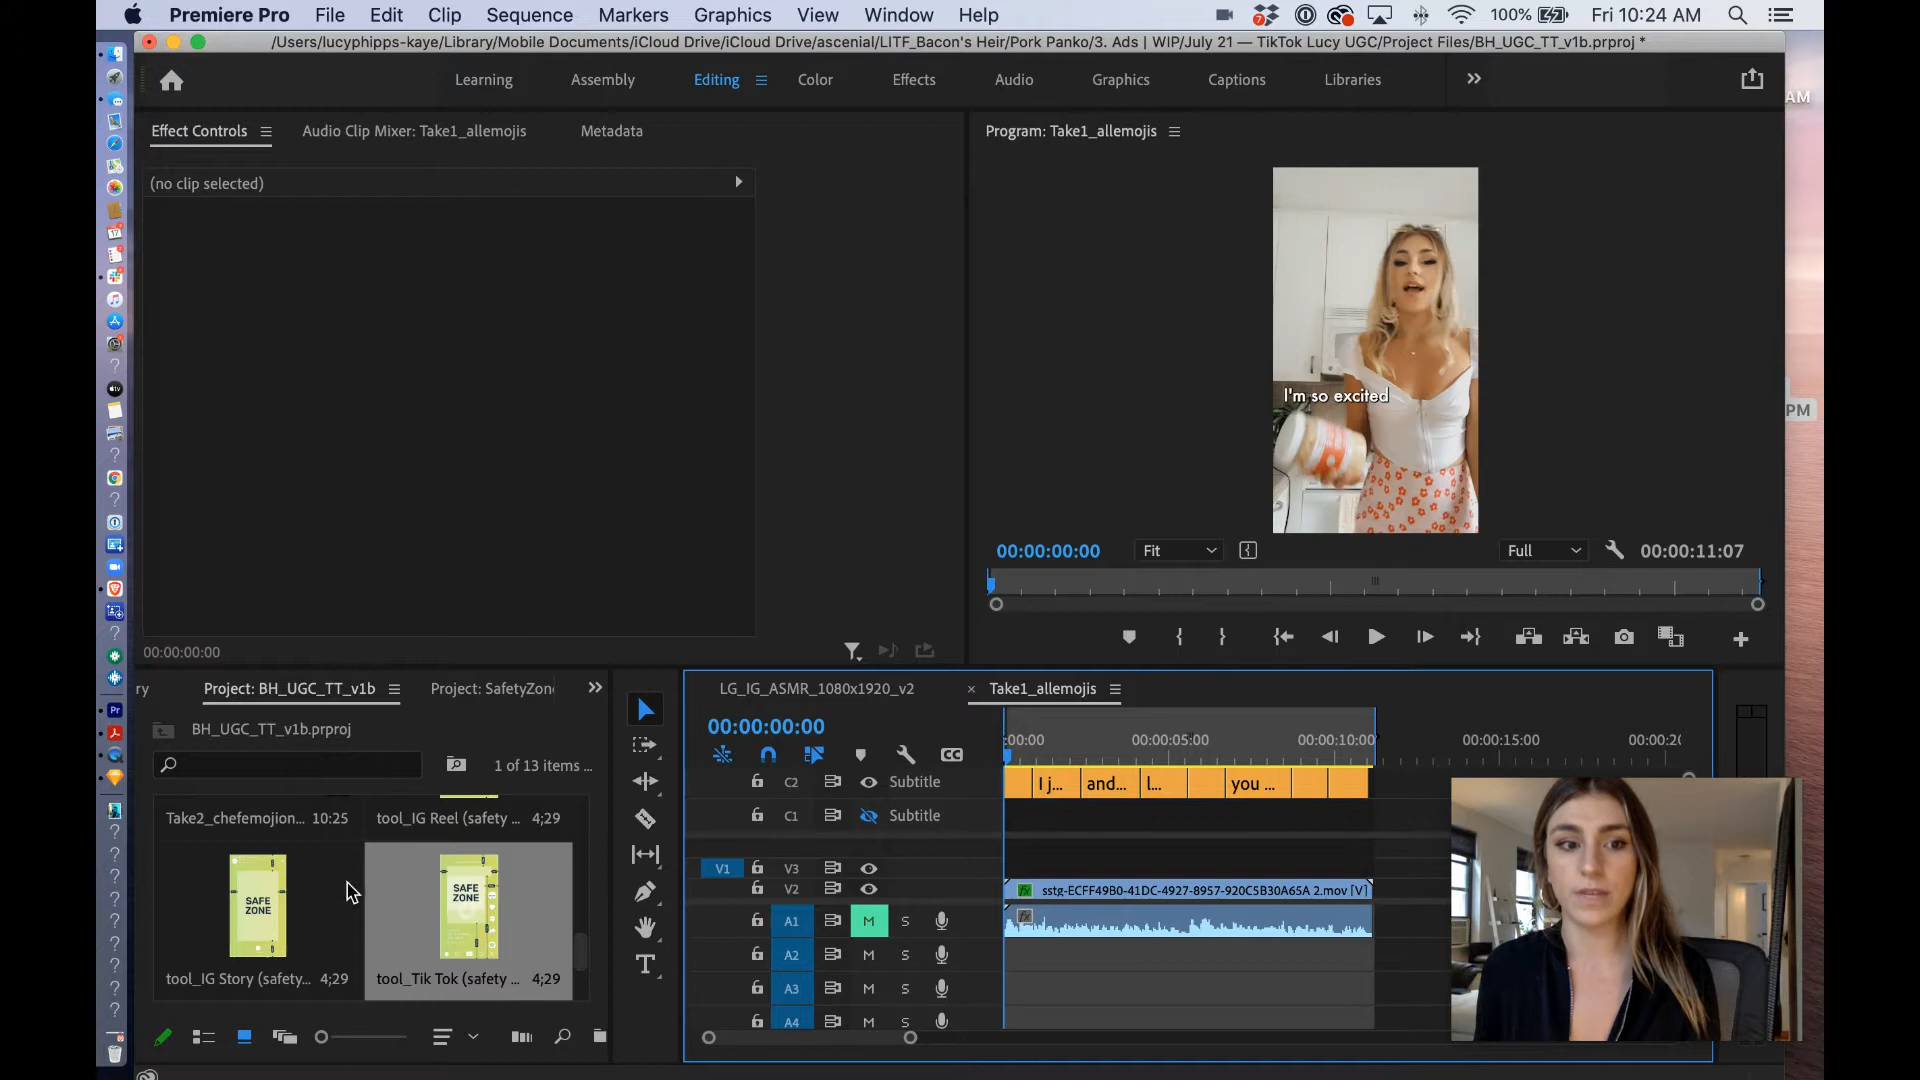 Premiere Pro File Edit Clip Sequence Markers Graphics View Window Help 7 100% Fri 10:24 AM
/Users/lucyphipps-kaye/Library/Mobile Documents/iCloud Drive/iCloud Drive/ascenial/LITF_Bacon's Heir/Pork Panko/3. Ads | WIP/July 21 — TikTok Lucy UGC/Project Files/BH_UGC_TT_v1b.prproj *
Learning Assembly Editing Color Effects Audio Graphics Captions Libraries
AM
Effect Controls Audio Clip Mixer: Take1_allemojis Metadata
Program: Take1_allemojis
(no clip selected)
I'm so excited
PM
00:00:00:00 Fit Full 00:00:11:07
00:00:00:00
ry Project: BH_UGC_TT_v1b Project: SafetyZon
LG_IG_ASMR_1080x1920_v2 × Take1_allemojis
BH_UGC_TT_v1b.prproj
00:00:00:00
:00:00 00:00:05:00 00:00:10:00 00:00:15:00 00:00:20
1 of 13 items ...
CC
C2 Subtitle I j... and... l... you ...
Take2_chefemojion... 10:25 tool_IG Reel (safety ... 4;29
C1 Subtitle
V1 V3
V2 sstg-ECFF49B0-41DC-4927-8957-920C5B30A65A 2.mov [V]
SAFE
ZONE
SAFE
ZONE
A1 M S
A2 M S
tool_IG Story (safety... 4;29 tool_Tik Tok (safety ... 4;29
A3 M S
A4 M S
Pr